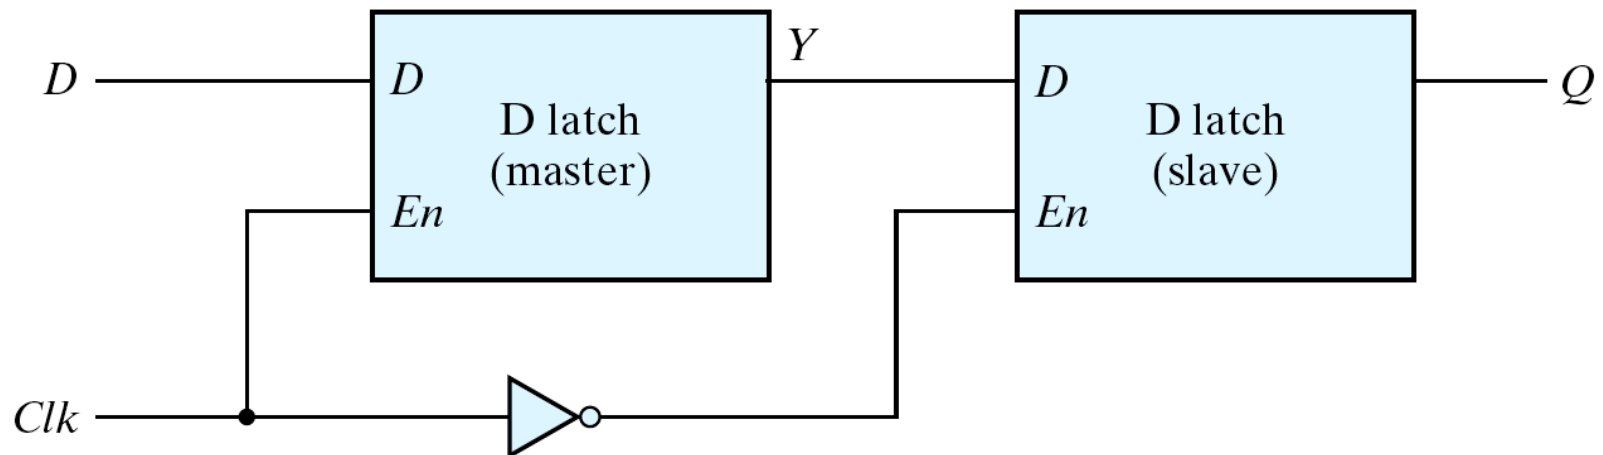 D
D
D latch
(master)
En
Y
D
D latch
(slave)
En
Q
Clk